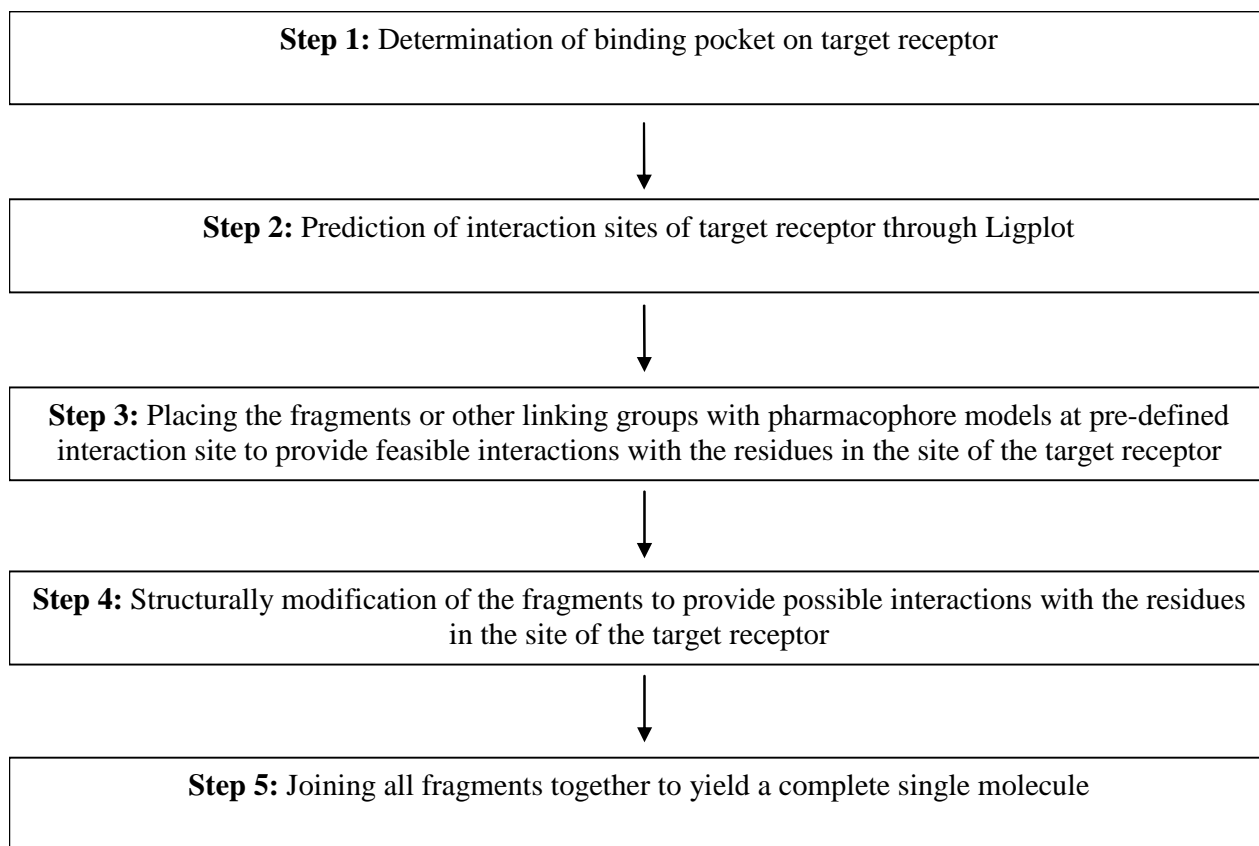 Step 1: Determination of binding pocket on target receptor
Step 2: Prediction of interaction sites of target receptor through Ligplot
Step 3: Placing the fragments or other linking groups with pharmacophore models at pre-defined
interaction site to provide feasible interactions with the residues in the site of the target receptor
Step 4: Structurally modification of the fragments to provide possible interactions with the residues
in the site of the target receptor
Step 5: Joining all fragments together to yield a complete single molecule